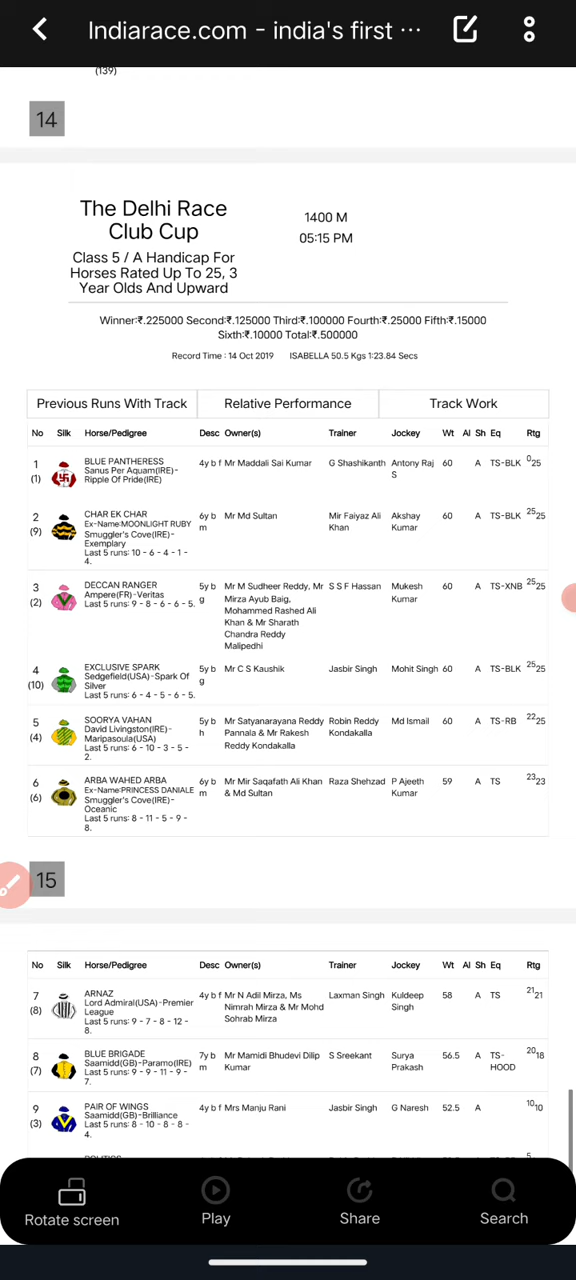 Indiarace.com - india's first ···
(139)
14
The Delhi Race
Club Cup
Class 5 / A Handicap For
Horses Rated Up To 25, 3
Year Olds And Upward
1400 M
05:15 PM
Winner:₹.225000 Second:₹.125000 Third:₹.100000 Fourth:₹.25000 Fifth:₹.15000
Sixth:₹.10000 Total:₹.500000
Record Time : 14 Oct 2019 ISABELLA 50.5 Kgs 1:23.84 Secs
Previous Runs With Track Relative Performance Track Work
No Silk Horse/Pedigree Desc Owner(s) Trainer Jockey Wt Al Sh Eq Rtg
1 BLUE PANTHERESS 4y b f Mr Maddali Sai Kumar G Shashikanth Antony Raj 60 A TS-BLK 0 25
(1) Sanus Per Aquam(IRE)- S
Ripple Of Pride(IRE)
2 CHAR EK CHAR 6y b Mr Md Sultan Mir Faiyaz Ali Akshay 60 A TS-BLK 25 25
(9) Ex-Name:MOONLIGHT RUBY m Khan Kumar
Smuggler's Cove(IRE)-
Exemplary
Last 5 runs: 10 - 6 - 4 - 1 -
4.
3 DECCAN RANGER 5y b Mr M Sudheer Reddy, Mr S S F Hassan Mukesh 60 A TS-XNB 25 25
(2) Ampere(FR)-Veritas g Mirza Ayub Baig, Kumar
Last 5 runs: 9 - 8 - 6 - 6 - 5. Mohammed Rashed Ali
Khan & Mr Sharath
Chandra Reddy
Malipedhi
4 EXCLUSIVE SPARK 5y b Mr C S Kaushik Jasbir Singh Mohit Singh 60 A TS-BLK 25 25
(10) Sedgefield(USA)-Spark Of g
Silver
Last 5 runs: 6 - 4 - 5 - 6 - 5.
5 SOORYA VAHAN 5y b Mr Satyanarayana Reddy Robin Reddy Md Ismail 60 A TS-RB 22 25
(4) David Livingston(IRE)- h Pannala & Mr Rakesh Kondakalla
Maripasoula(USA) Reddy Kondakalla
Last 5 runs: 6 - 10 - 3 - 5 -
2.
6 ARBA WAHED ARBA 6y b Mr Mir Saqafath Ali Khan Raza Shehzad P Ajeeth 59 A TS 23 23
(6) Ex-Name:PRINCESS DANIALE m & Md Sultan Kumar
Smuggler's Cove(IRE)-
Oceanic
Last 5 runs: 8 - 11 - 5 - 9 -
8.
15
No Silk Horse/Pedigree Desc Owner(s) Trainer Jockey Wt Al Sh Eq Rtg
7 ARNAZ 4y b f Mr N Adil Mirza, Ms Laxman Singh Kuldeep 58 A TS 21 21
(8) Lord Admiral(USA)-Premier Nimrah Mirza & Mr Mohd Singh
League Sohrab Mirza
Last 5 runs: 9 - 7 - 8 - 12 -
8.
8 BLUE BRIGADE 7y b Mr Mamidi Bhudevi Dilip S Sreekant Surya 56.5 A TS- 20 18
(7) Saamidd(GB)-Paramo(IRE) m Kumar Prakash HOOD
Last 5 runs: 9 - 9 - 11 - 9 -
7.
9 PAIR OF WINGS 4y b f Mrs Manju Rani Jasbir Singh G Naresh 52.5 A 10 10
(3) Saamidd(GB)-Brilliance
Last 5 runs: 8 - 10 - 8 - 8 -
4.
Rotate screen Play Share Search